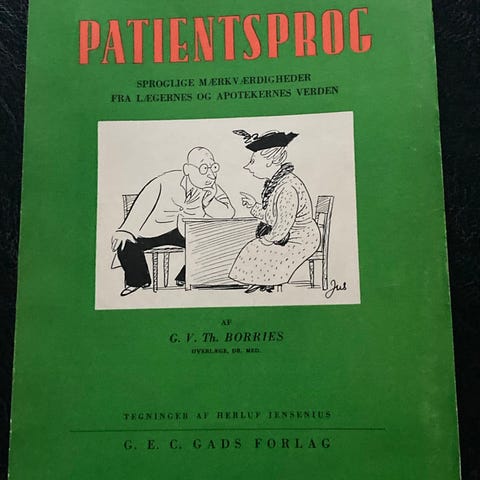 PATIENTSPROG
SPROGLIGE MÆRKVÆRDIGHEDER
FRA LÆGERNES OG APOTEKERNES VERDEN
Jus
AF
G. V. Th. BORRIES
OVERLÆGE, DR. MED.
TEGNINGER AF HERLUF JENSENIUS
G. E. C. GADS FORLAG